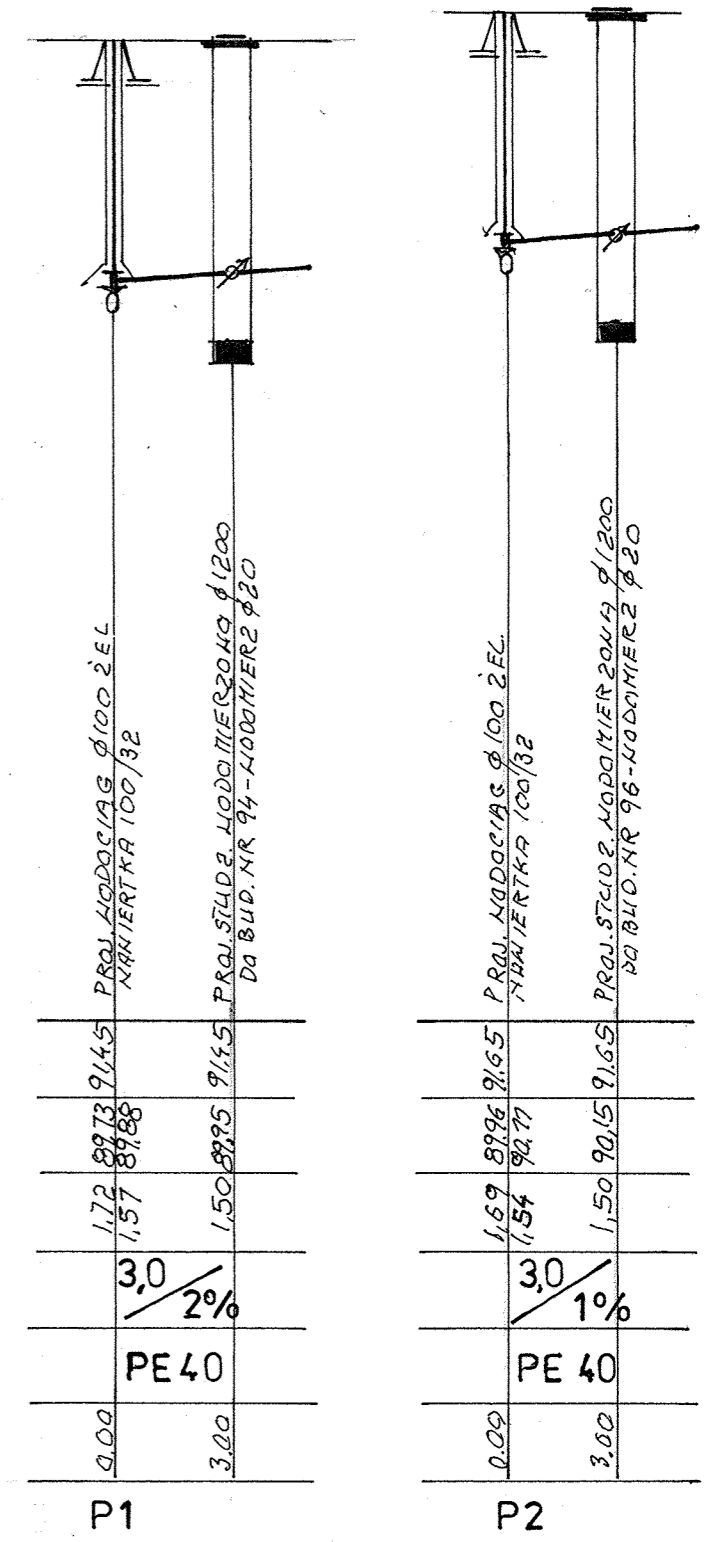 PROJ. WODOCIĄG ϕ100 ŻEL
NAWIERTKA 100/32
PROJ. STUDZ. WODOMIERZOWA ϕ1200
DO BUD. NR 94-WODOMIERZ ϕ20
91,45
91,45
89,73
89,88
89,95
1,72
1,57
1,50
3,0
2%
PE 40
0,00
3,00
P1
PROJ. WODOCIĄG ϕ100 ŻEL.
NAWIERTKA 100/32
PROJ. STUDZ. WODOMIERZOWA ϕ1200
DO BUD. NR 96-WODOMIERZ ϕ20
91,65
91,65
89,96
90,11
90,15
1,69
1,54
1,50
3,0
1%
PE 40
0,00
3,00
P2